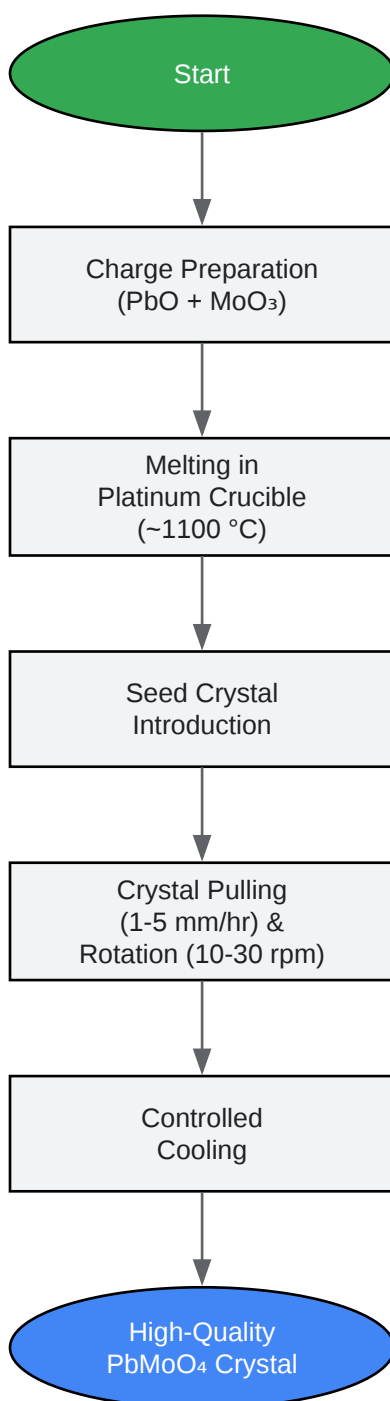 Start
Charge Preparation
(PbO + MoO₃)
Melting in
Platinum Crucible
(~1100 °C)
Seed Crystal
Introduction
Crystal Pulling
(1-5 mm/hr) &
Rotation (10-30 rpm)
Controlled
Cooling
High-Quality
PbMoO₄ Crystal